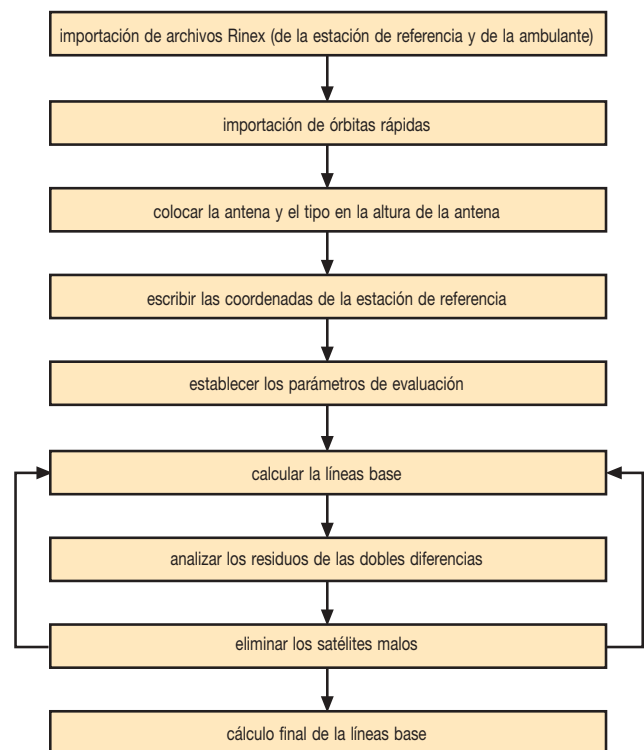 importación de archivos Rinex (de la estación de referencia y de la ambulante)
importación de órbitas rápidas
colocar la antena y el tipo en la altura de la antena
escribir las coordenadas de la estación de referencia
establecer los parámetros de evaluación
calcular la líneas base
analizar los residuos de las dobles diferencias
eliminar los satélites malos
cálculo final de la líneas base